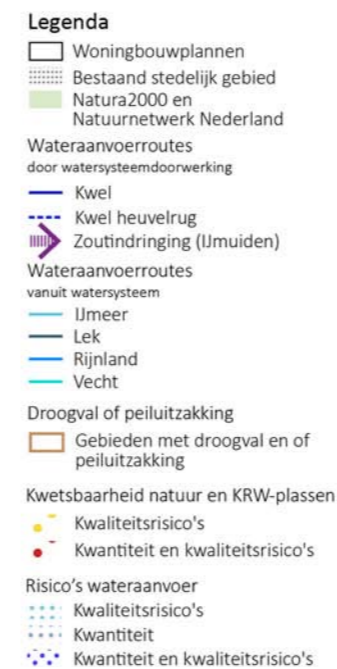 Legenda
Woningbouwplannen
Bestaand stedelijk gebied
Natura2000 en
Natuurnetwerk Nederland
Wateraanvoerroutes
door watersysteemdoorwerking
Kwel
Kwel heuvelrug
Zoutindringing (IJmuiden)
Wateraanvoerroutes
vanuit watersysteem
IJmeer
Lek
Rijnland
Vecht
Droogval of peiluitzakking
Gebieden met droogval en of
peiluitzakking
Kwetsbaarheid natuur en KRW-plassen
Kwaliteitsrisico's
Kwantiteit en kwaliteitsrisico's
Risico's wateraanvoer
Kwaliteitsrisico's
Kwantiteit
Kwantiteit en kwaliteitsrisico's